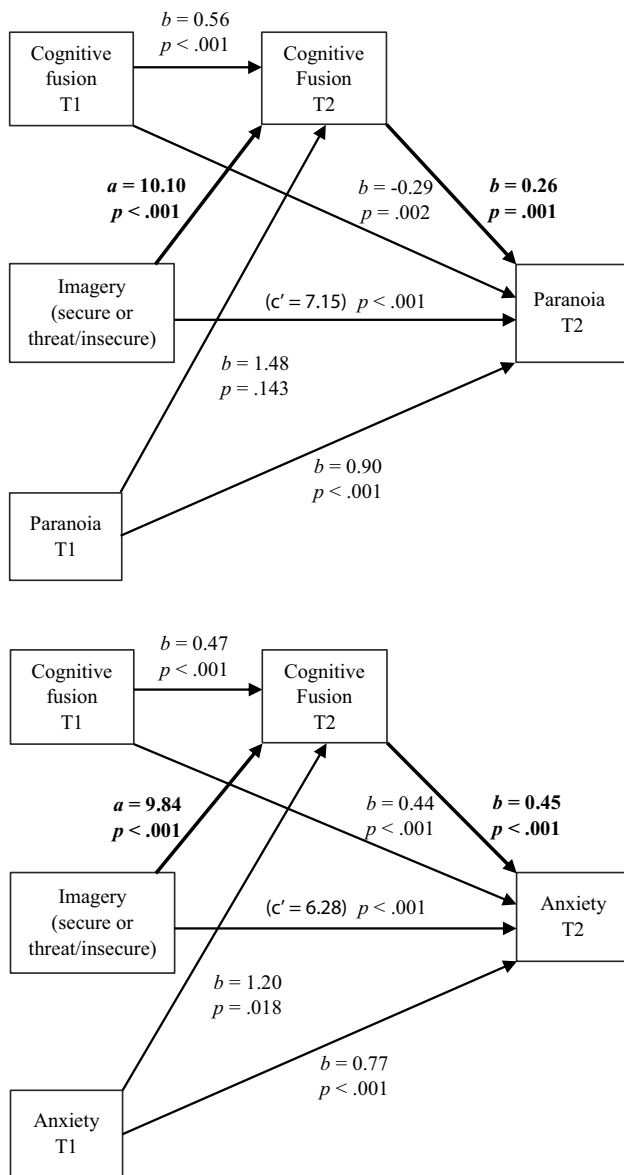 b = 0.56
p < .001
Cognitive
fusion
T1
Cognitive
Fusion
T2
a = 10.10
p < .001
b = -0.29
p = .002
b = 0.26
p = .001
Imagery
(secure or
threat/insecure)
(c′ = 7.15) p < .001
Paranoia
T2
b = 1.48
p = .143
b = 0.90
p < .001
Paranoia
T1
b = 0.47
p < .001
Cognitive
fusion
T1
Cognitive
Fusion
T2
a = 9.84
p < .001
b = 0.44
p < .001
b = 0.45
p < .001
Imagery
(secure or
threat/insecure)
(c′ = 6.28) p < .001
Anxiety
T2
b = 1.20
p = .018
b = 0.77
p < .001
Anxiety
T1